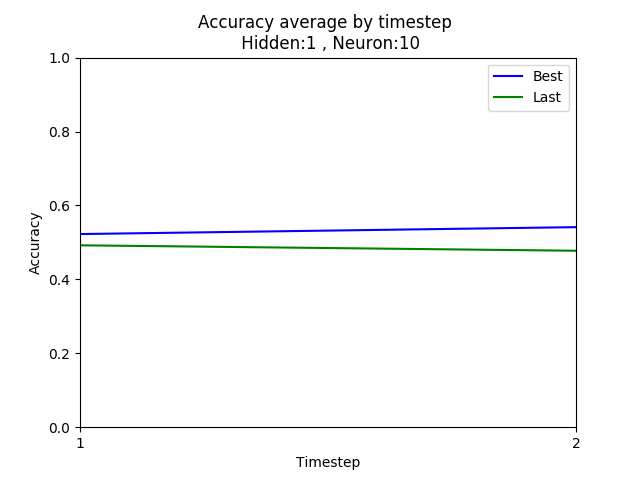 Accuracy average by timestep
Hidden:1 , Neuron:10
1.0
Best
Last
0.8
0.6
Accuracy
0.4
0.2
0.0
1
2
Timestep